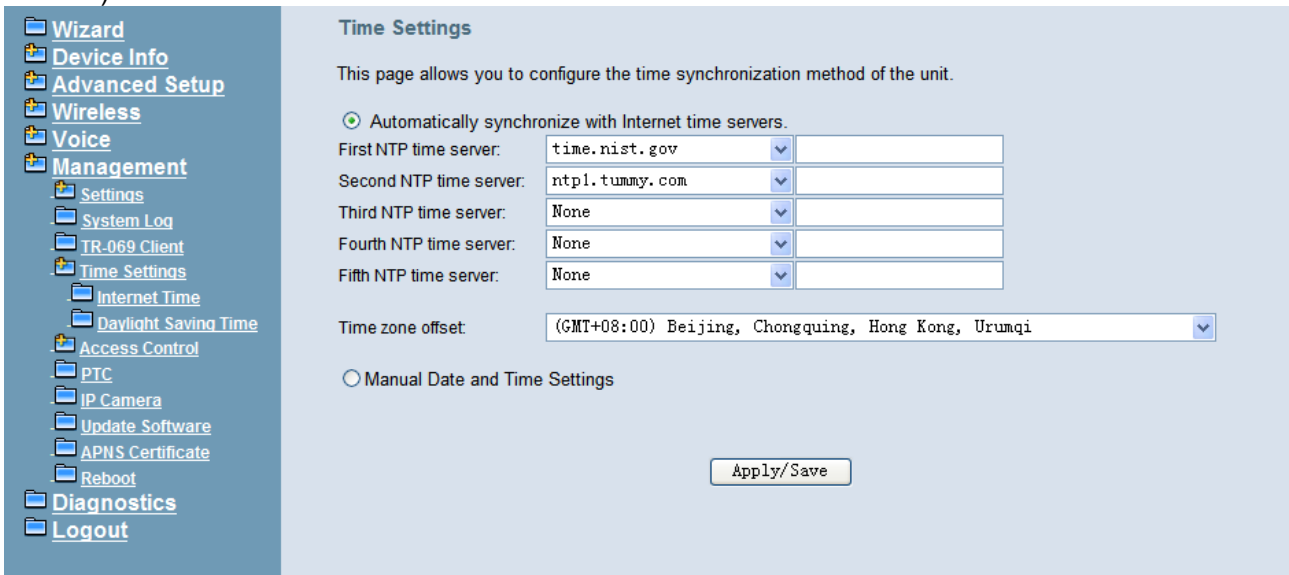 Wizard
Device Info
Advanced Setup
Wireless
Voice
Management
Settings
System Log
TR-069 Client
Time Settings
Internet Time
Daylight Saving Time
Access Control
PTC
IP Camera
Update Software
APNS Certificate
Reboot
Diagnostics
Logout
Time Settings
This page allows you to configure the time synchronization method of the unit.
Automatically synchronize with Internet time servers.
First NTP time server: time.nist.gov
Second NTP time server: ntp1.tummy.com
Third NTP time server: None
Fourth NTP time server: None
Fifth NTP time server: None
Time zone offset: (GMT+08:00) Beijing, Chongquing, Hong Kong, Urumqi
Manual Date and Time Settings
Apply/Save